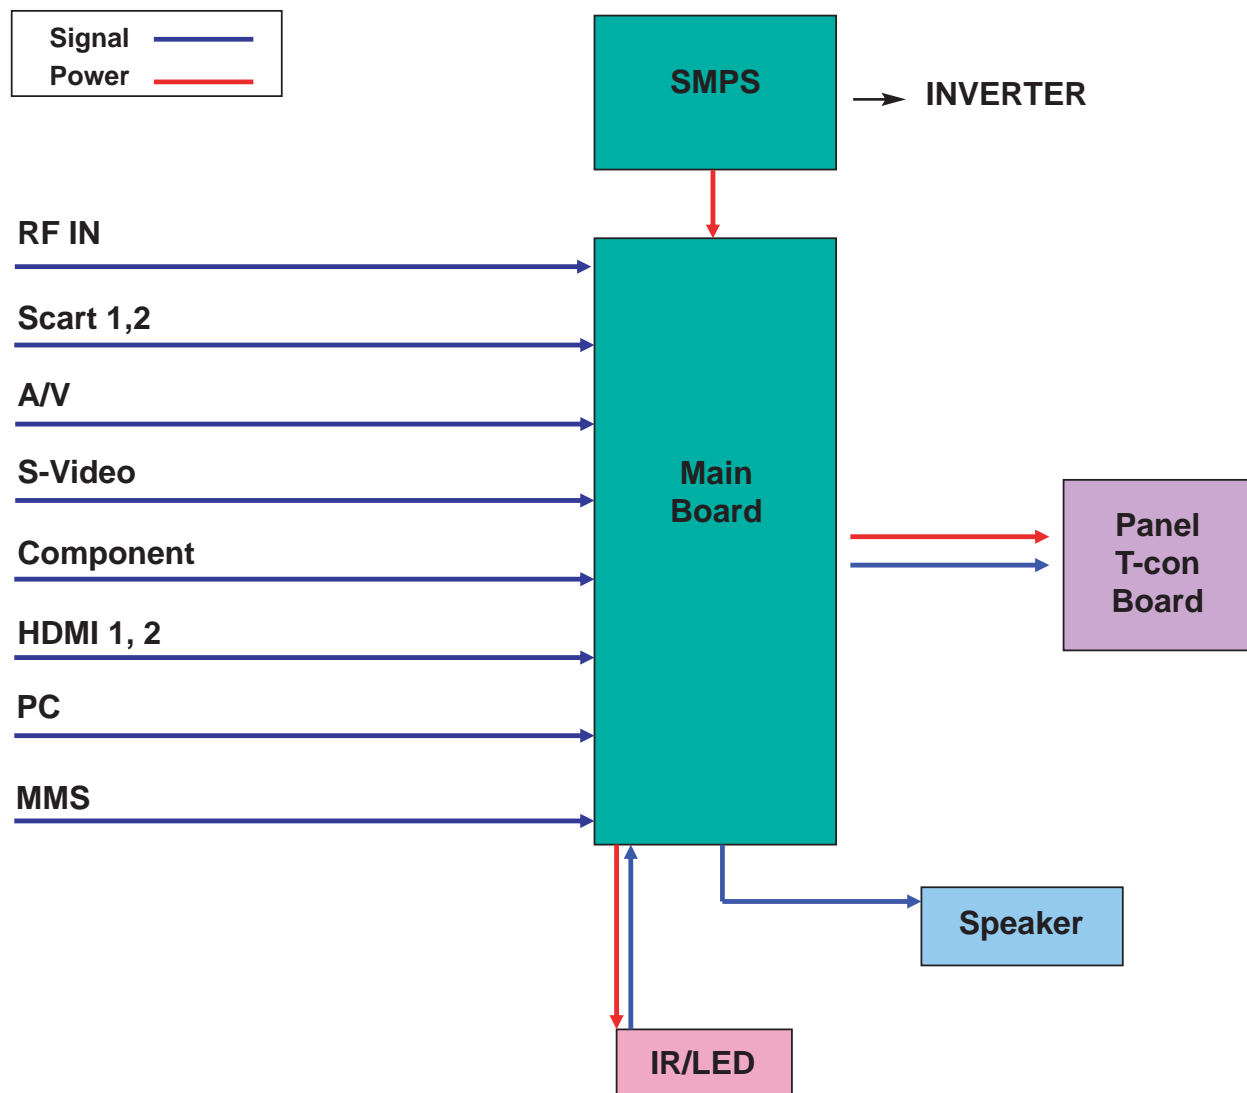 Signal
Power
SMPS
INVERTER
RF IN
Scart 1,2
A/V
S-Video
Component
HDMI 1, 2
PC
MMS
Main
Board
Panel
T-con
Board
Speaker
IR/LED